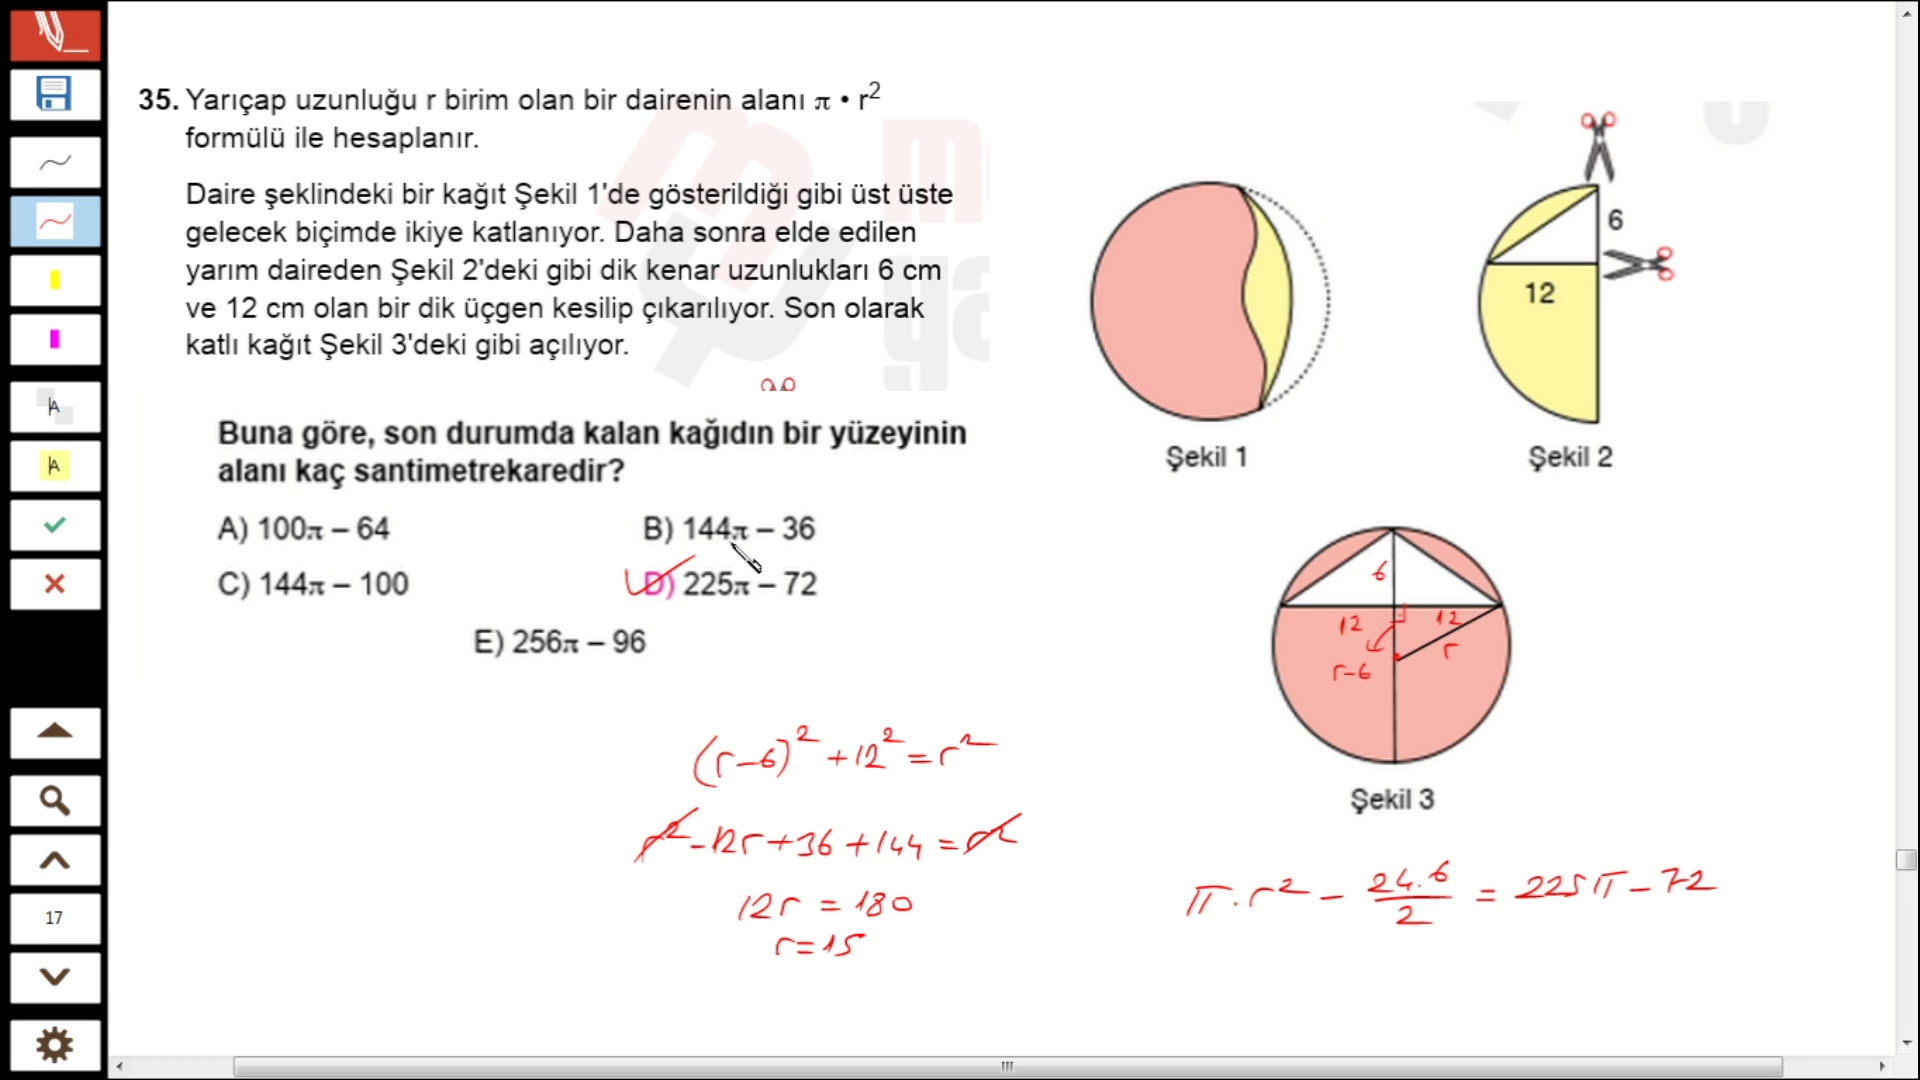 35. Yarıçap uzunluğu r birim olan bir dairenin alanı π • r²
formülü ile hesaplanır.
Daire şeklindeki bir kağıt Şekil 1'de gösterildiği gibi üst üste
gelecek biçimde ikiye katlanıyor. Daha sonra elde edilen
yarım daireden Şekil 2'deki gibi dik kenar uzunlukları 6 cm
ve 12 cm olan bir dik üçgen kesilip çıkarılıyor. Son olarak
katlı kağıt Şekil 3'deki gibi açılıyor.
Buna göre, son durumda kalan kağıdın bir yüzeyinin
alanı kaç santimetrekaredir?
A) 100π – 64
B) 144π – 36
C) 144π – 100
D) 225π – 72
E) 256π – 96
Şekil 1
6
12
Şekil 2
6
12
12
r
r-6
Şekil 3
(r-6)² + 12² = r²
r² - 12r + 36 + 144 = r²
12r = 180
r = 15
π . r² - 24.6/2 = 225π - 72
A
A
17